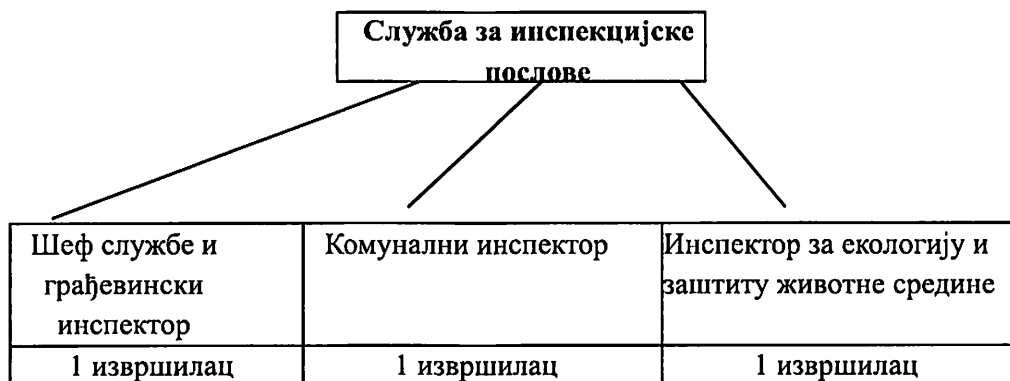 Служба за инспекцијске
послове
Шеф службе и
грађевински
инспектор
Комунални инспектор
Инспектор за екологију и
заштиту животне средине
1 извршилац
1 извршилац
1 извршилац